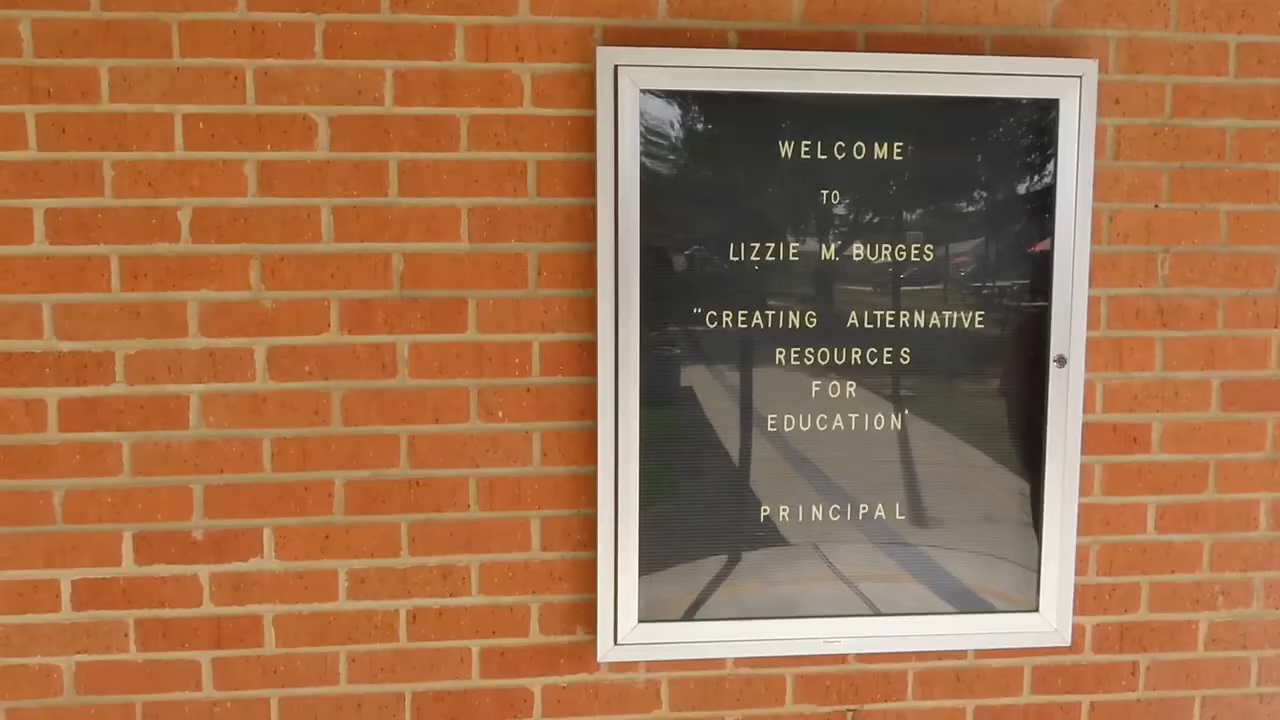 WELCOME
TO
LIZZIE M. BURGES
"CREATING ALTERNATIVE
RESOURCES
FOR
EDUCATION'
PRINCIPAL